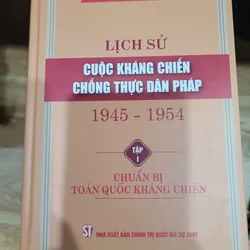 LỊCH SỬ
CUỘC KHÁNG CHIẾN
CHỐNG THỰC DÂN PHÁP
1945 - 1954
TẬP
I
CHUẨN BỊ
TOÀN QUỐC KHÁNG CHIẾN
ST NHÀ XUẤT BẢN CHÍNH TRỊ QUỐC GIA SỰ THẬT